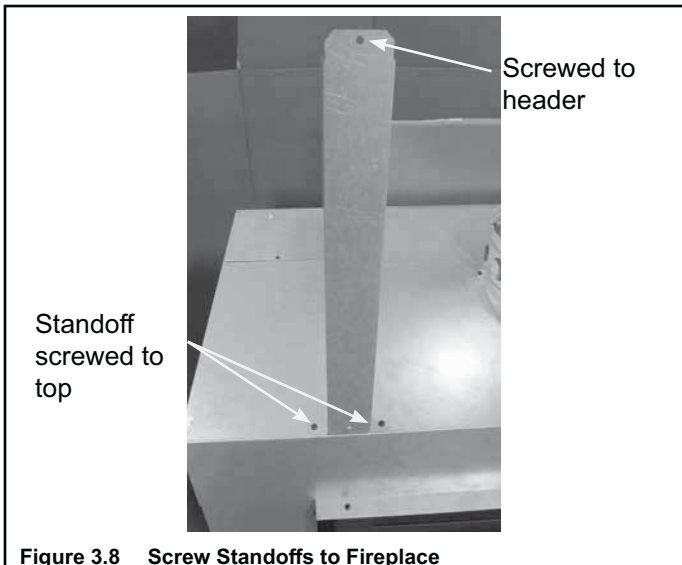 Screwed to
header
Standoff
screwed to
top
Figure 3.8 Screw Standoffs to Fireplace